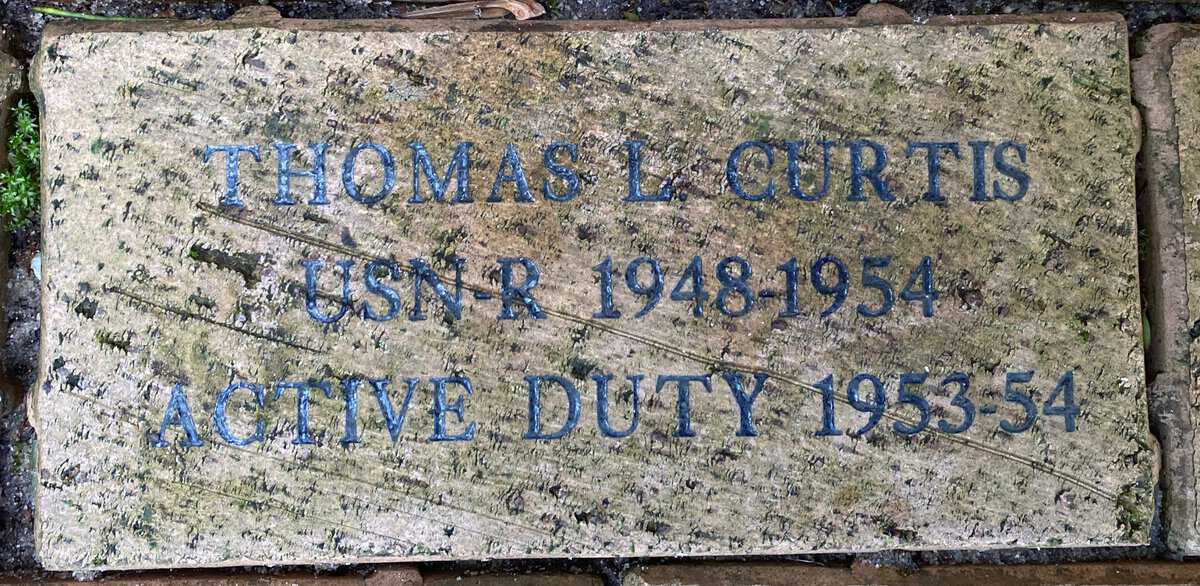 THOMAS L. CURTIS
USN-R 1948-1954
ACTIVE DUTY 1953-54